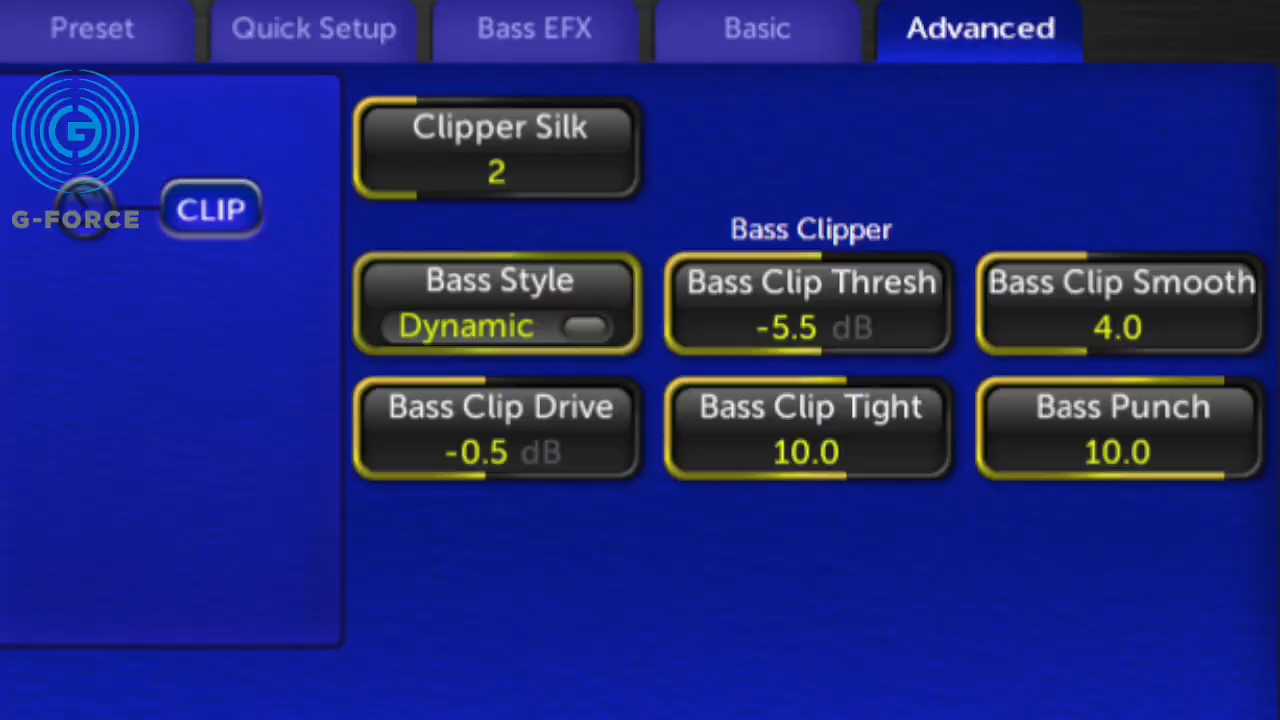 Preset
Quick Setup
Bass EFX
Basic
Advanced
G
G-FORCE
CLIP
Clipper Silk
2
Bass Clipper
Bass Style
Dynamic
Bass Clip Thresh
-5.5 dB
Bass Clip Smooth
4.0
Bass Clip Drive
-0.5 dB
Bass Clip Tight
10.0
Bass Punch
10.0